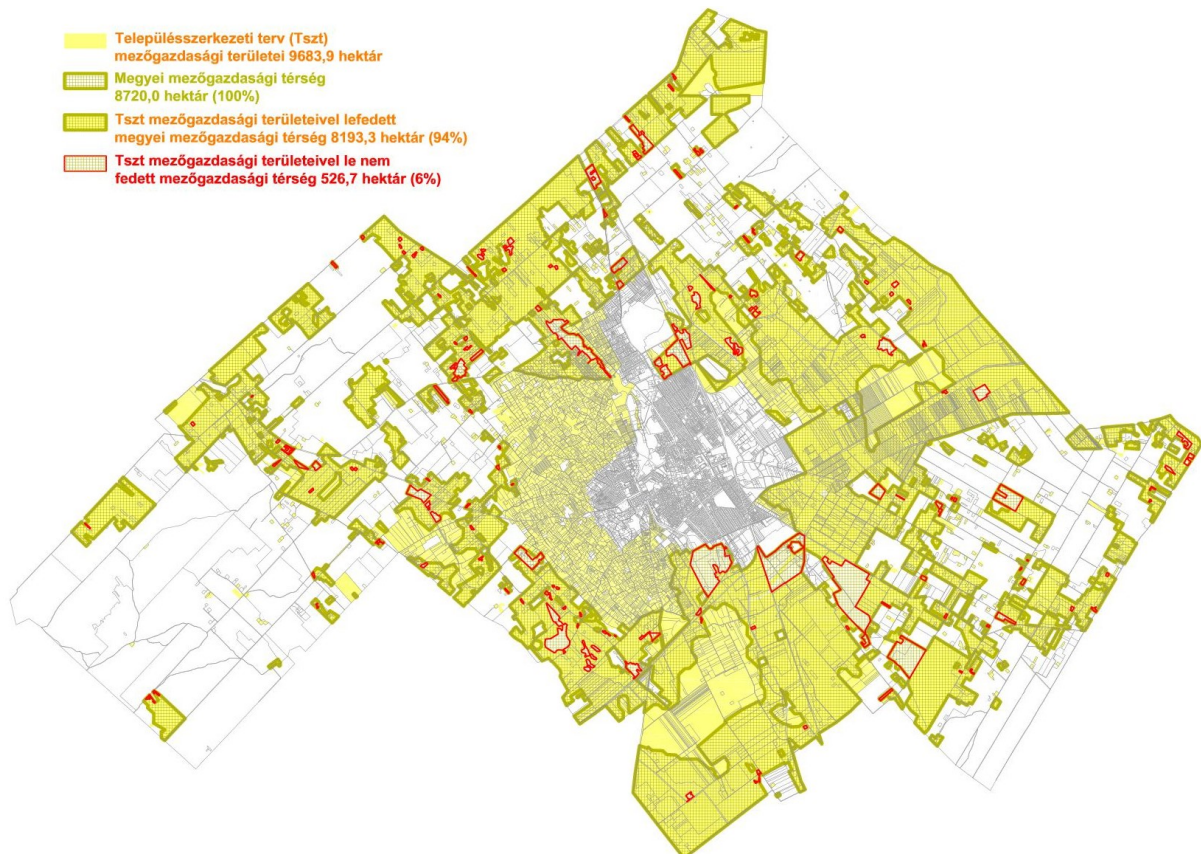 Településszerkezeti terv (Tszt)
mezőgazdasági területei 9683,9 hektár
Megyei mezőgazdasági térség
8720,0 hektár (100%)
Tszt mezőgazdasági területeivel lefedett
megyei mezőgazdasági térség 8193,3 hektár (94%)
Tszt mezőgazdasági területeivel le nem
fedett mezőgazdasági térség 526,7 hektár (6%)